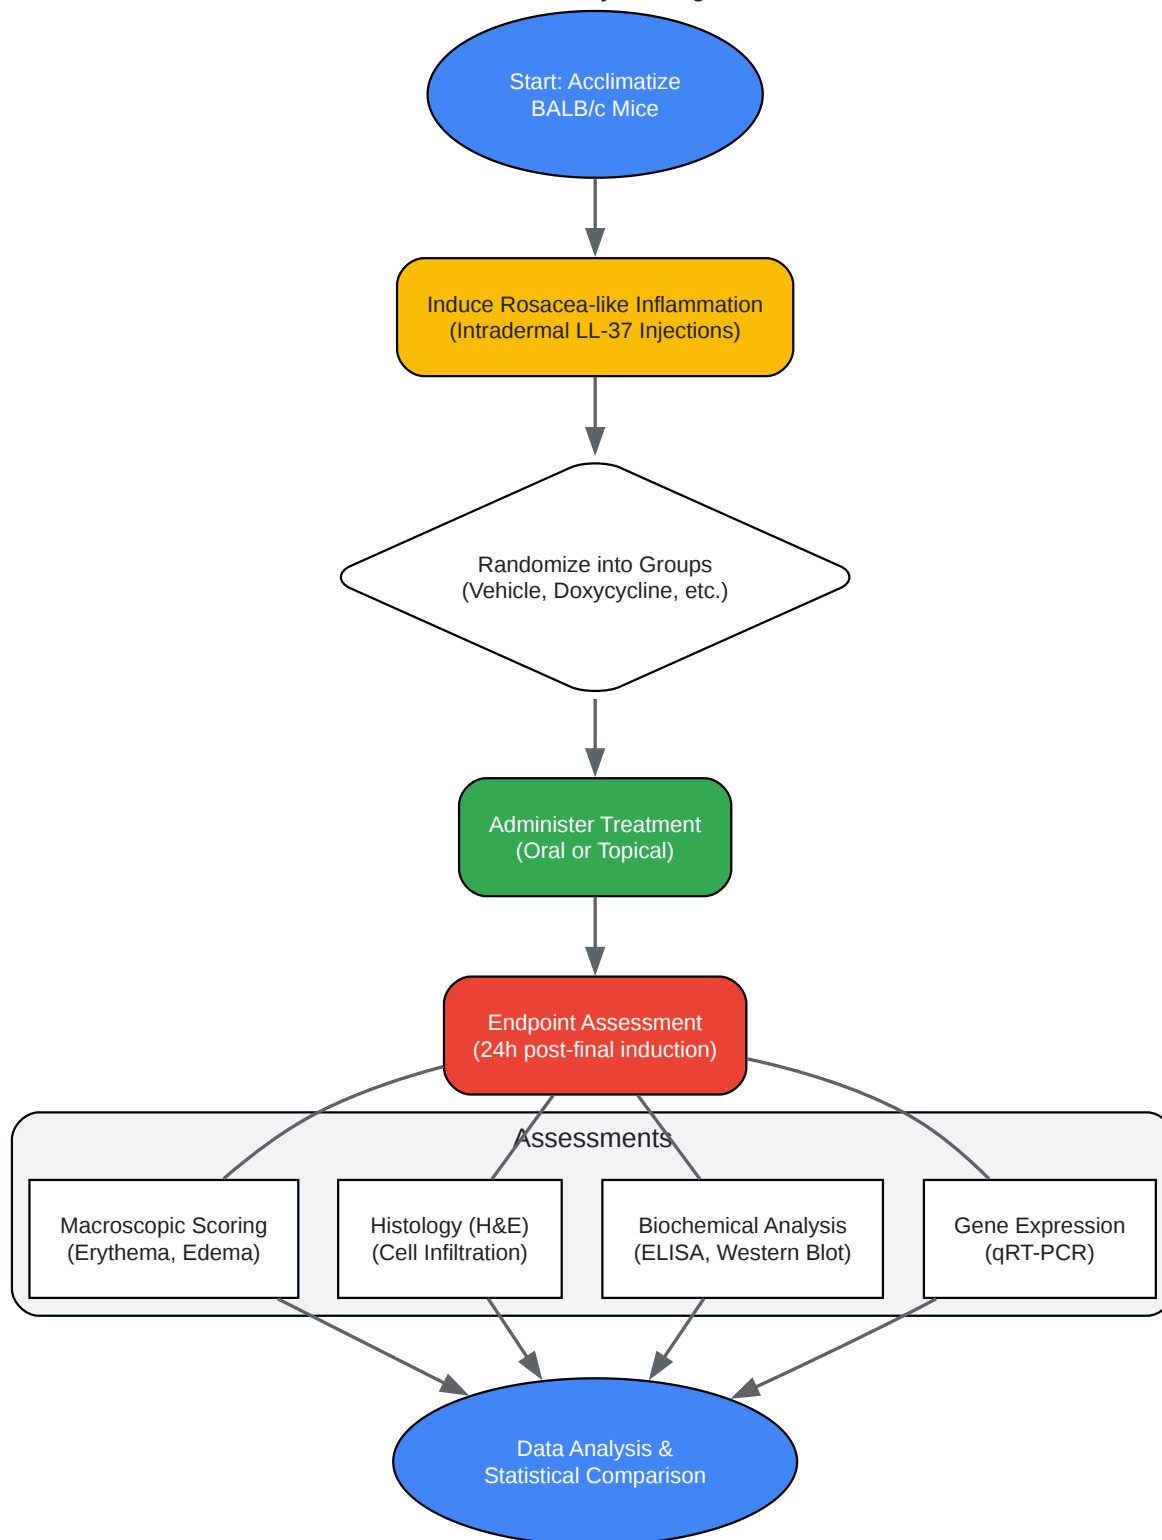 Start: Acclimatize
BALB/c Mice
Induce Rosacea-like Inflammation
(Intradermal LL-37 Injections)
Randomize into Groups
(Vehicle, Doxycycline, etc.)
Administer Treatment
(Oral or Topical)
Endpoint Assessment
(24h post-final induction)
Assessments
Macroscopic Scoring
(Erythema, Edema)
Histology (H&E)
(Cell Infiltration)
Biochemical Analysis
(ELISA, Western Blot)
Gene Expression
(qRT-PCR)
Data Analysis &
Statistical Comparison